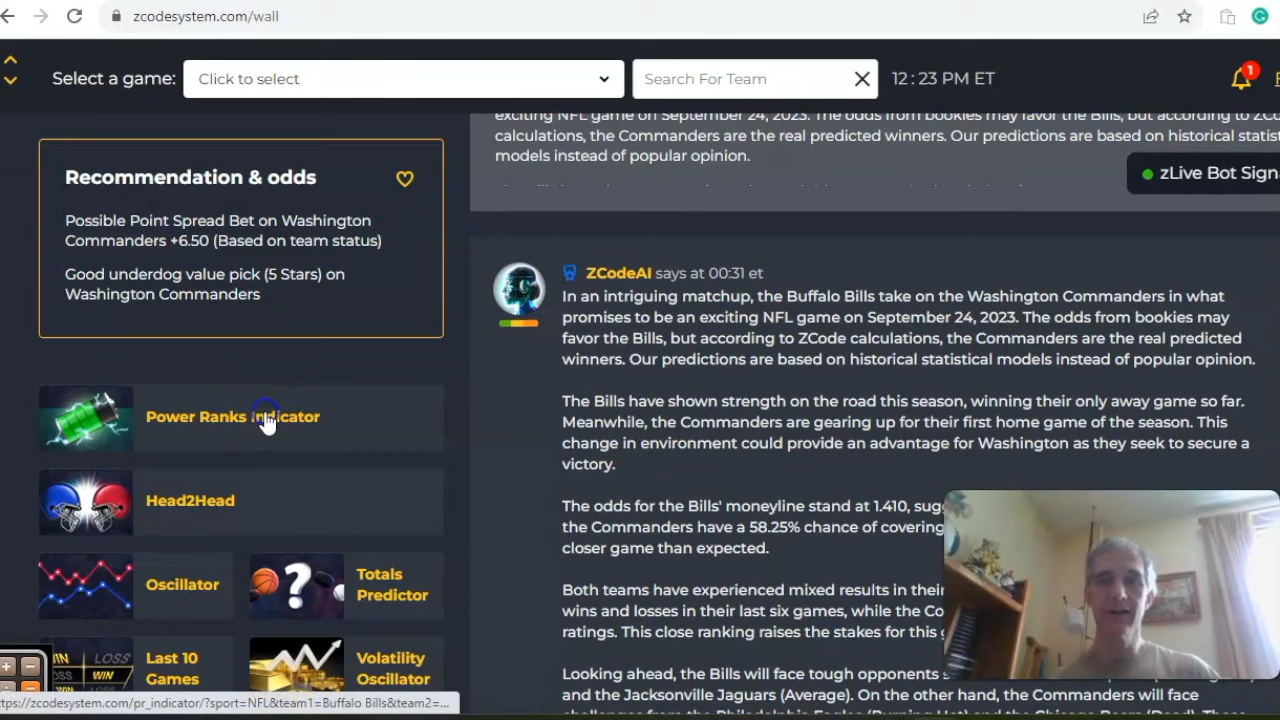 zcodesystem.com/wall
Select a game:
Click to select
Search For Team
12:23 PM ET
1
exciting NFL game on September 24, 2023. The odds from bookies may favor the Bills, but according to
calculations, the Commanders are the real predicted winners. Our predictions are based on historical
models instead of popular opinion.
zLive Bot
Recommendation & odds
Possible Point Spread Bet on Washington
Commanders +6.50 (Based on team status)
Good underdog value pick (5 Stars) on
Washington Commanders
Power Ranks Indicator
Head2Head
Oscillator
Totals
Predictor
Last 10
Games
LOSS
WIN
Volatility
Oscillator
ZCodeAI says at 00:31 et
In an intriguing matchup, the Buffalo Bills take on the Washington Commanders in what
promises to be an exciting NFL game on September 24, 2023. The odds from bookies may
favor the Bills, but according to ZCode calculations, the Commanders are the real predicted
winners. Our predictions are based on historical statistical models instead of popular opinion.
The Bills have shown strength on the road this season, winning their only away game so far.
Meanwhile, the Commanders are gearing up for their first home game of the season. This
change in environment could provide an advantage for Washington as they seek to secure a
victory.
The odds for the Bills' moneyline stand at 1.410,
the Commanders have a 58.25% chance of covering
closer game than expected.
Both teams have experienced mixed results in their
wins and losses in their last six games, while the
ratings. This close ranking raises the stakes for this
Looking ahead, the Bills will face tough opponents
and the Jacksonville Jaguars (Average). On the other hand, the Commanders will face
ttps://zcodesystem.com/pr_indicator/?sport=NFL&team1=Buffalo Bills&team2=...